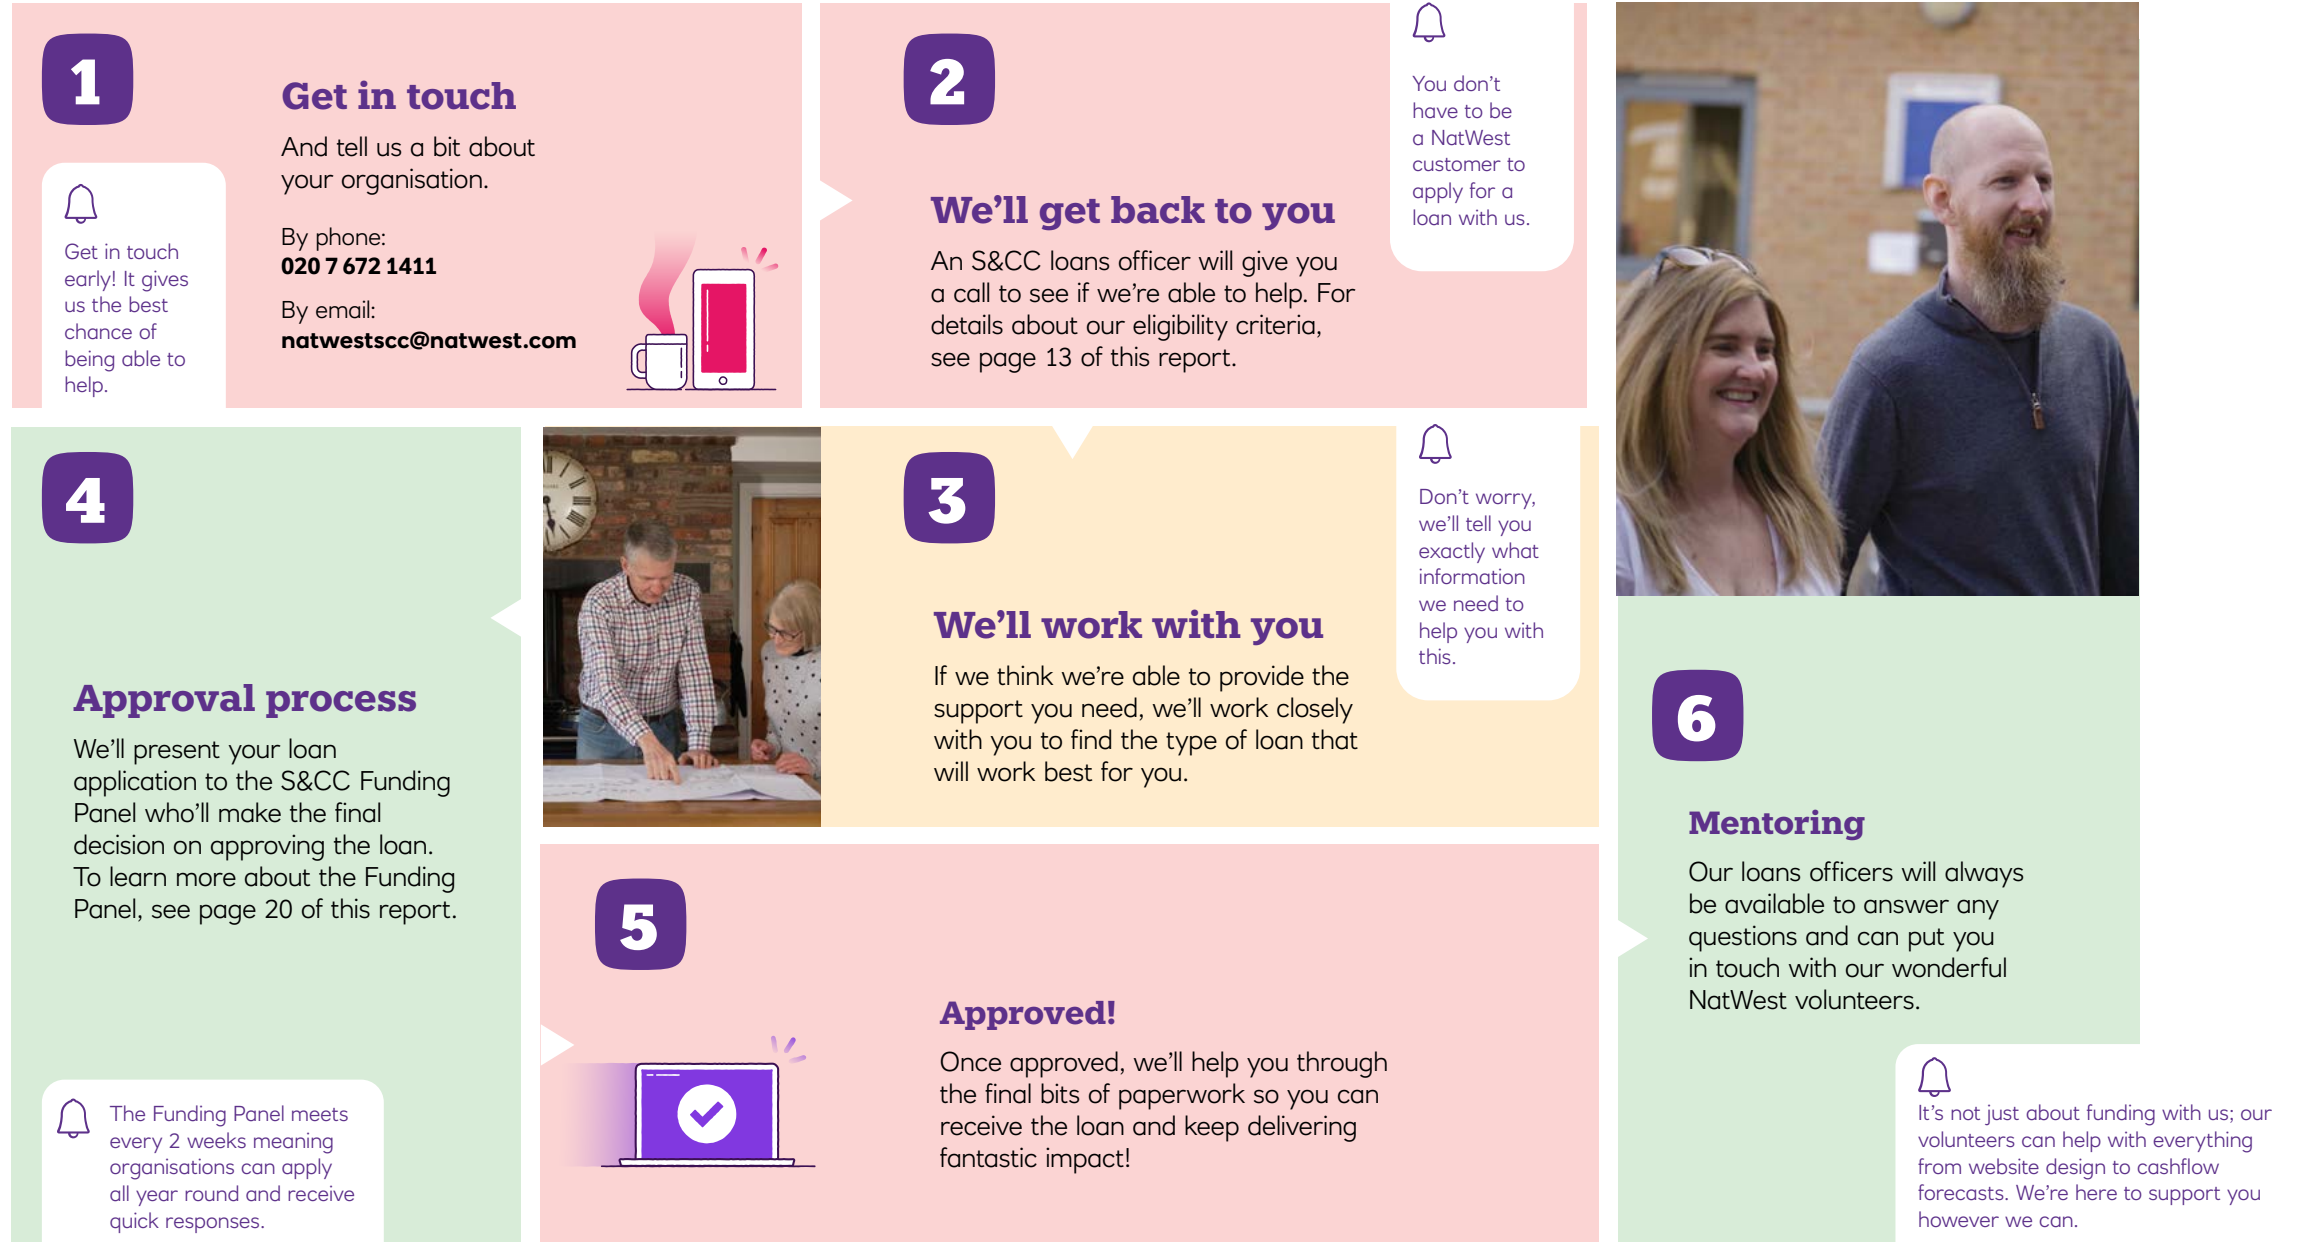 1
Get in touch
And tell us a bit about
your organisation.
By phone:
020 7 672 1411
By email:
natwestscc@natwest.com
Get in touch
early! It gives
us the best
chance of
being able to
help.
2
We'll get back to you
An S&CC loans officer will give you
a call to see if we're able to help. For
details about our eligibility criteria,
see page 13 of this report.
You don't
have to be
a NatWest
customer to
apply for a
loan with us.
3
We'll work with you
If we think we're able to provide the
support you need, we'll work closely
with you to find the type of loan that
will work best for you.
Don't worry,
we'll tell you
exactly what
information
we need to
help you with
this.
4
Approval process
We'll present your loan
application to the S&CC Funding
Panel who'll make the final
decision on approving the loan.
To learn more about the Funding
Panel, see page 20 of this report.
The Funding Panel meets
every 2 weeks meaning
organisations can apply
all year round and receive
quick responses.
5
Approved!
Once approved, we'll help you through
the final bits of paperwork so you can
receive the loan and keep delivering
fantastic impact!
6
Mentoring
Our loans officers will always
be available to answer any
questions and can put you
in touch with our wonderful
NatWest volunteers.
It's not just about funding with us; our
volunteers can help with everything
from website design to cashflow
forecasts. We're here to support you
however we can.